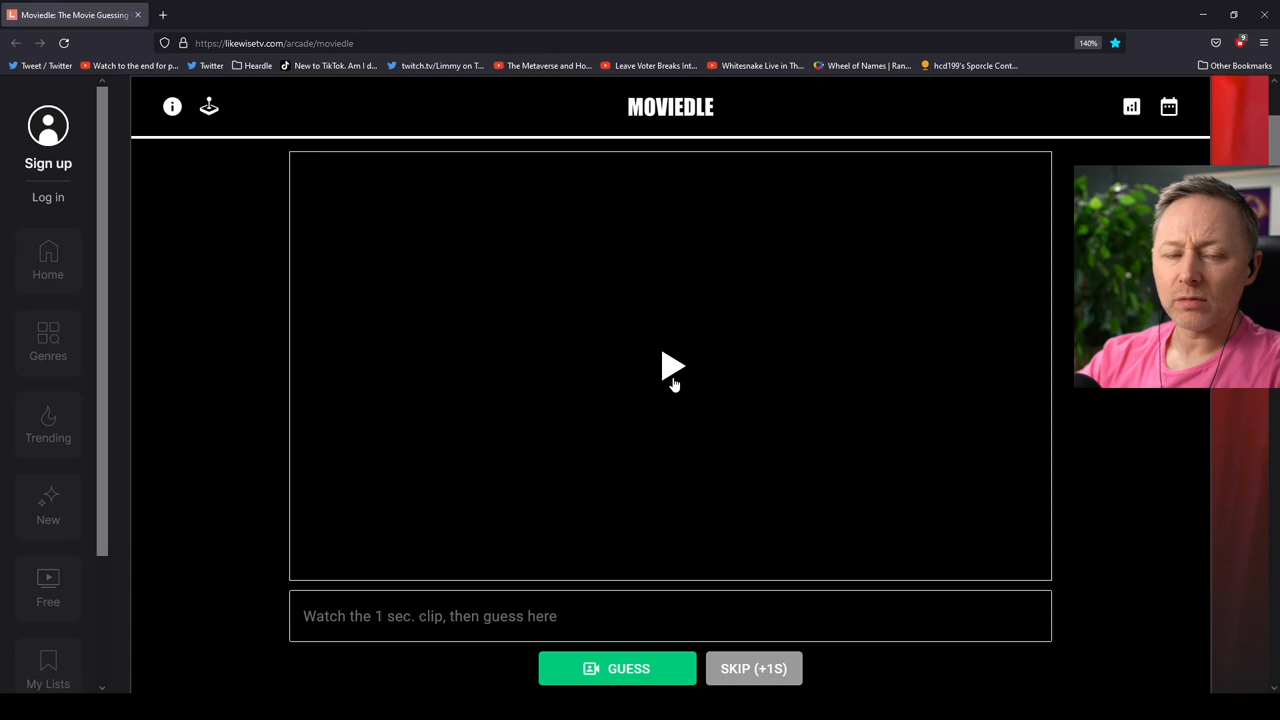 Moviedle: The Movie Guessing
https://likewisetv.com/arcade/moviedle
140%
9
Tweet / Twitter
Watch to the end for p...
Twitter
Heardle
New to TikTok. Am I d...
twitch.tv/Limmy on T...
The Metaverse and Ho...
Leave Voter Breaks Int...
Whitesnake Live in Th...
Wheel of Names | Ran...
hcd199's Sporcle Cont...
Other Bookmarks
MOVIEDLE
Sign up
Log in
Home
Genres
Trending
New
Free
My Lists
Watch the 1 sec. clip, then guess here
GUESS
SKIP (+1S)